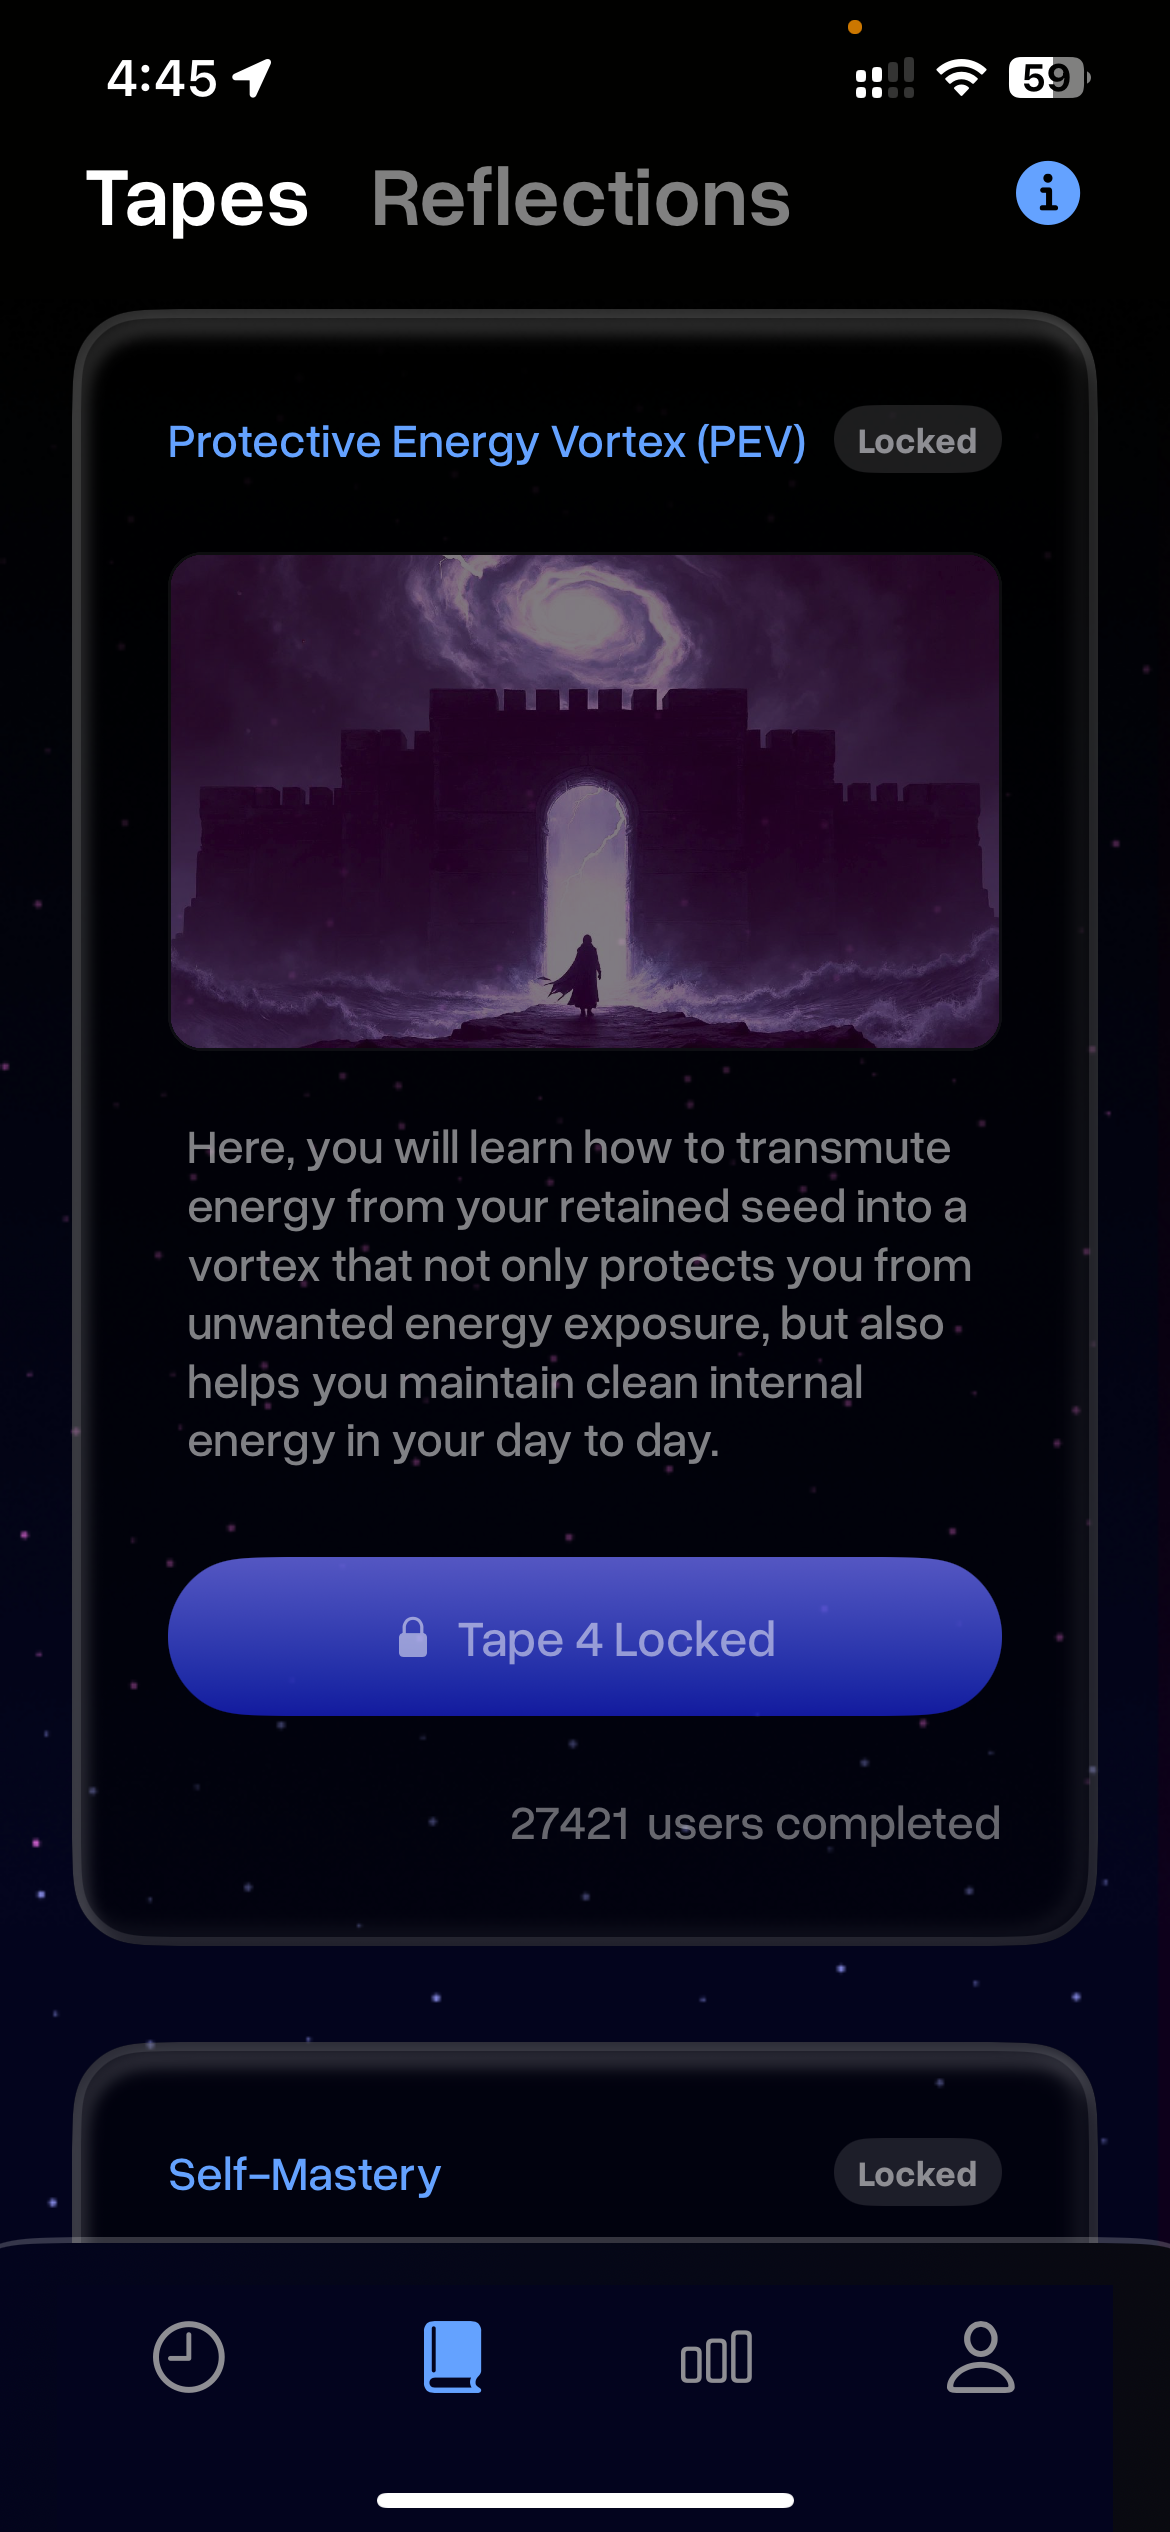 4:45
59
Tapes Reflections
Protective Energy Vortex (PEV) Locked
Here, you will learn how to transmute
energy from your retained seed into a
vortex that not only protects you from
unwanted energy exposure, but also
helps you maintain clean internal
energy in your day to day.
Tape 4 Locked
27421 users completed
Self-Mastery Locked